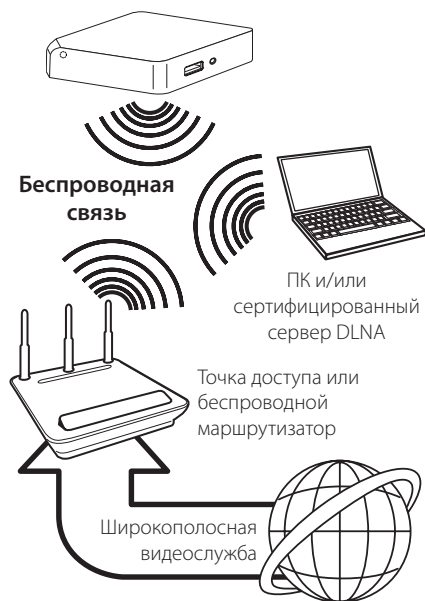 Беспроводная
связь
ПК и/или
сертифицированный
сервер DLNA
Точка доступа или
беспроводной
маршрутизатор
Широкополосная
видеослужба